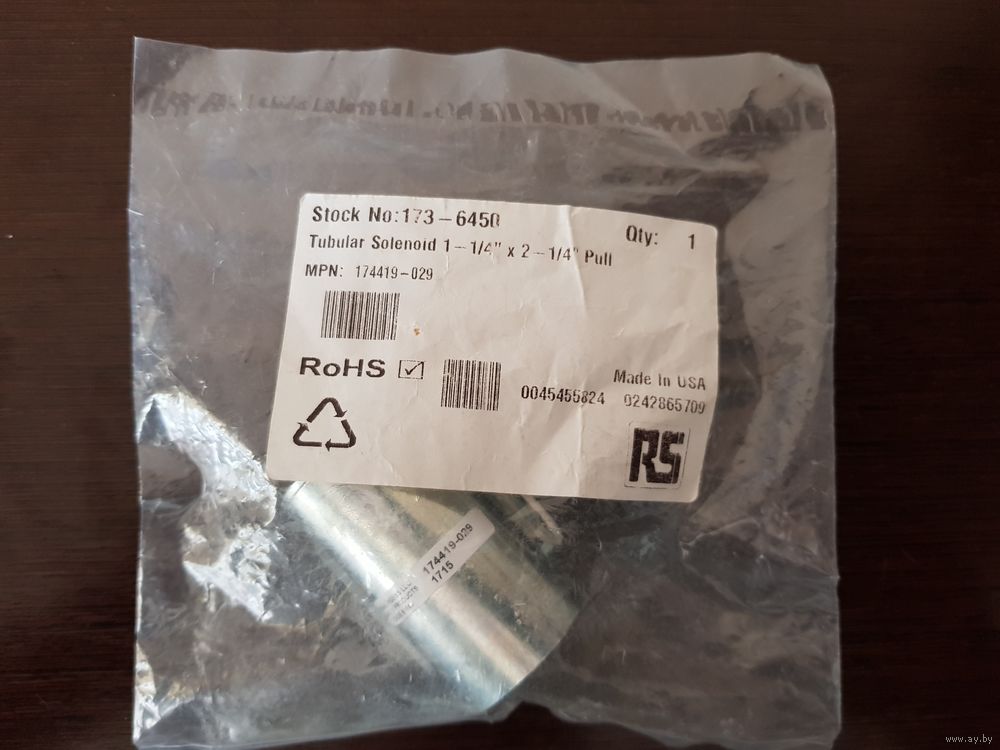 Stock No:173-6450
Qty: 1
Tubular Solenoid 1-1/4" x 2-1/4" Pull
MPN: 174419-029
RoHS
Made In USA
0045455824 0242865709
RS
174419-029
1715
www.ay.by